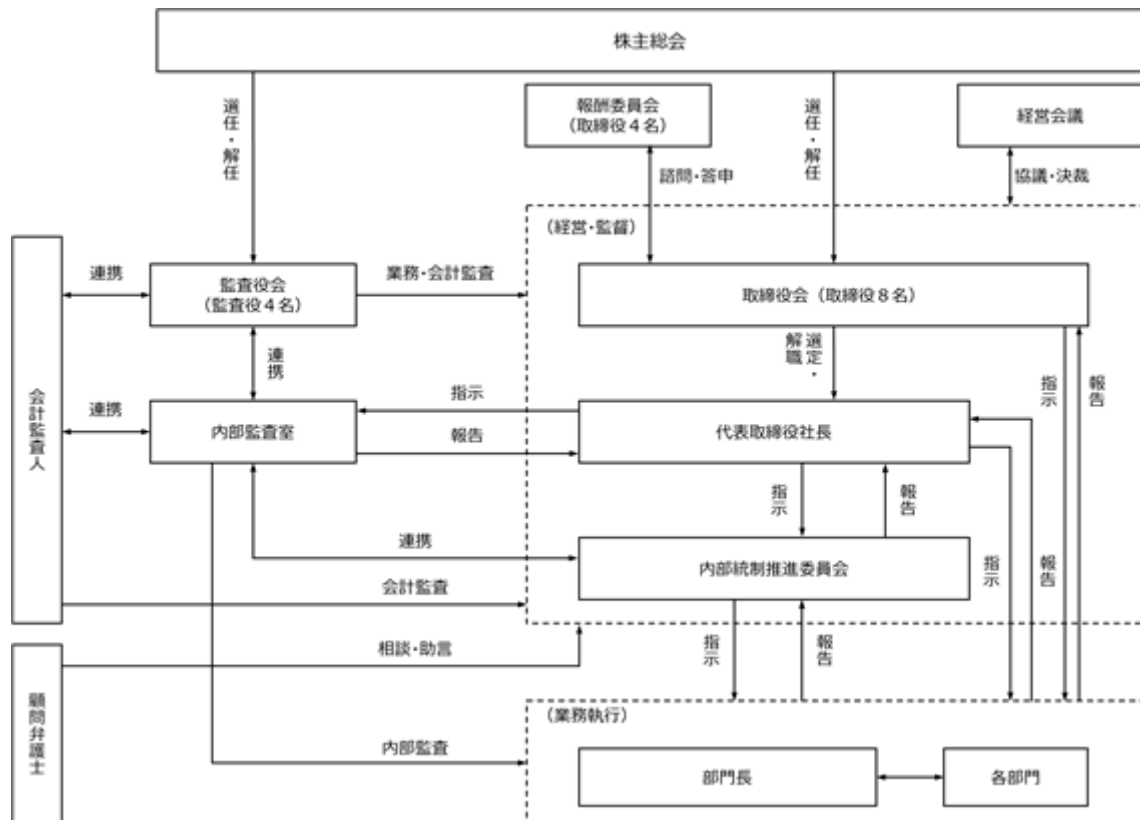 株主総会
報酬委員会
（取締役４名）
経営会議
選任・解任
選任・解任
諮問・答申
協議・決裁
（経営・監督）
連携
監査役会
（監査役４名）
業務・会計監査
取締役会（取締役８名）
連携
選定・
解職
指示
報告
会計監査人
連携
内部監査室
指示
報告
代表取締役社長
指示
報告
連携
内部統制推進委員会
指示
報告
会計監査
相談・助言
指示
報告
顧問弁護士
（業務執行）
内部監査
部門長
各部門